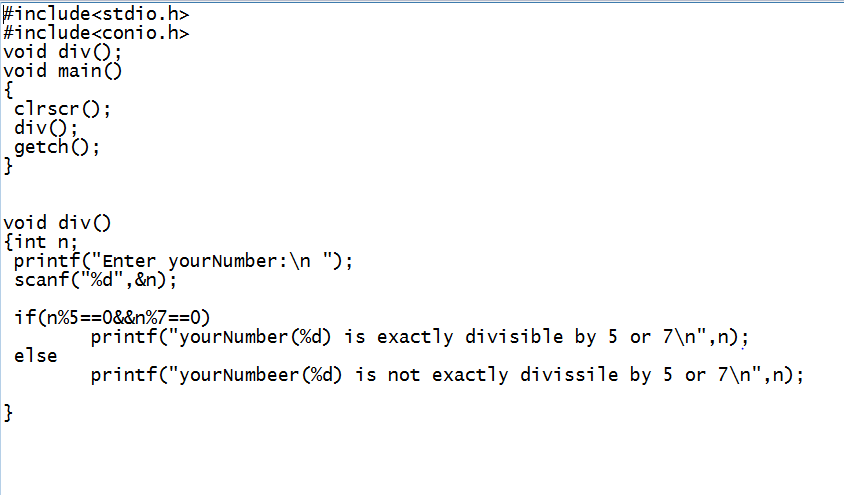 #include<stdio.h>
#include<conio.h>
void div();
void main()
{
clrscr();
div();
getch();
}
void div()
{int n;
printf("Enter yourNumber:\n ");
scanf("%d",&n);
if(n%5==0&&n%7==0)
printf("yourNumber(%d) is exactly divisible by 5 or 7\n",n);
else
printf("yourNumbeer(%d) is not exactly divissile by 5 or 7\n",n);
}